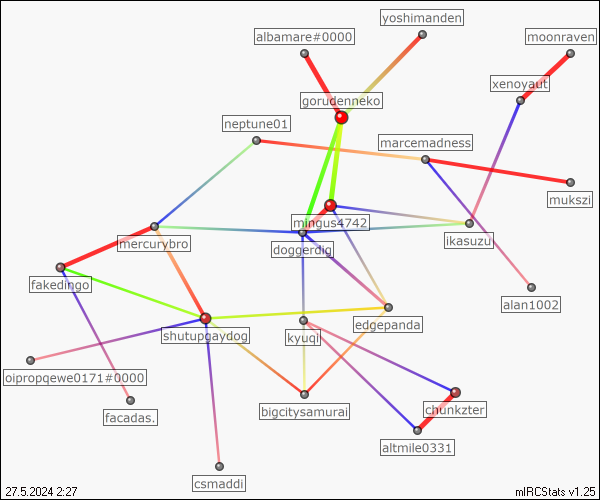 yoshimanden
albamare#0000
moonraven
xenoyaut
gorudenneko
neptune01
marcemadness
mukszi
mingus4742
ikasuzu
mercurybro
doggerdig
fakedingo
alan1002
edgepanda
shutupgaydog
kyuqi
oipropqewe0171#0000
facadas.
bigcitysamurai
chunkzter
altmile0331
csmaddi
27.5.2024 2:27
mIRCStats v1.25